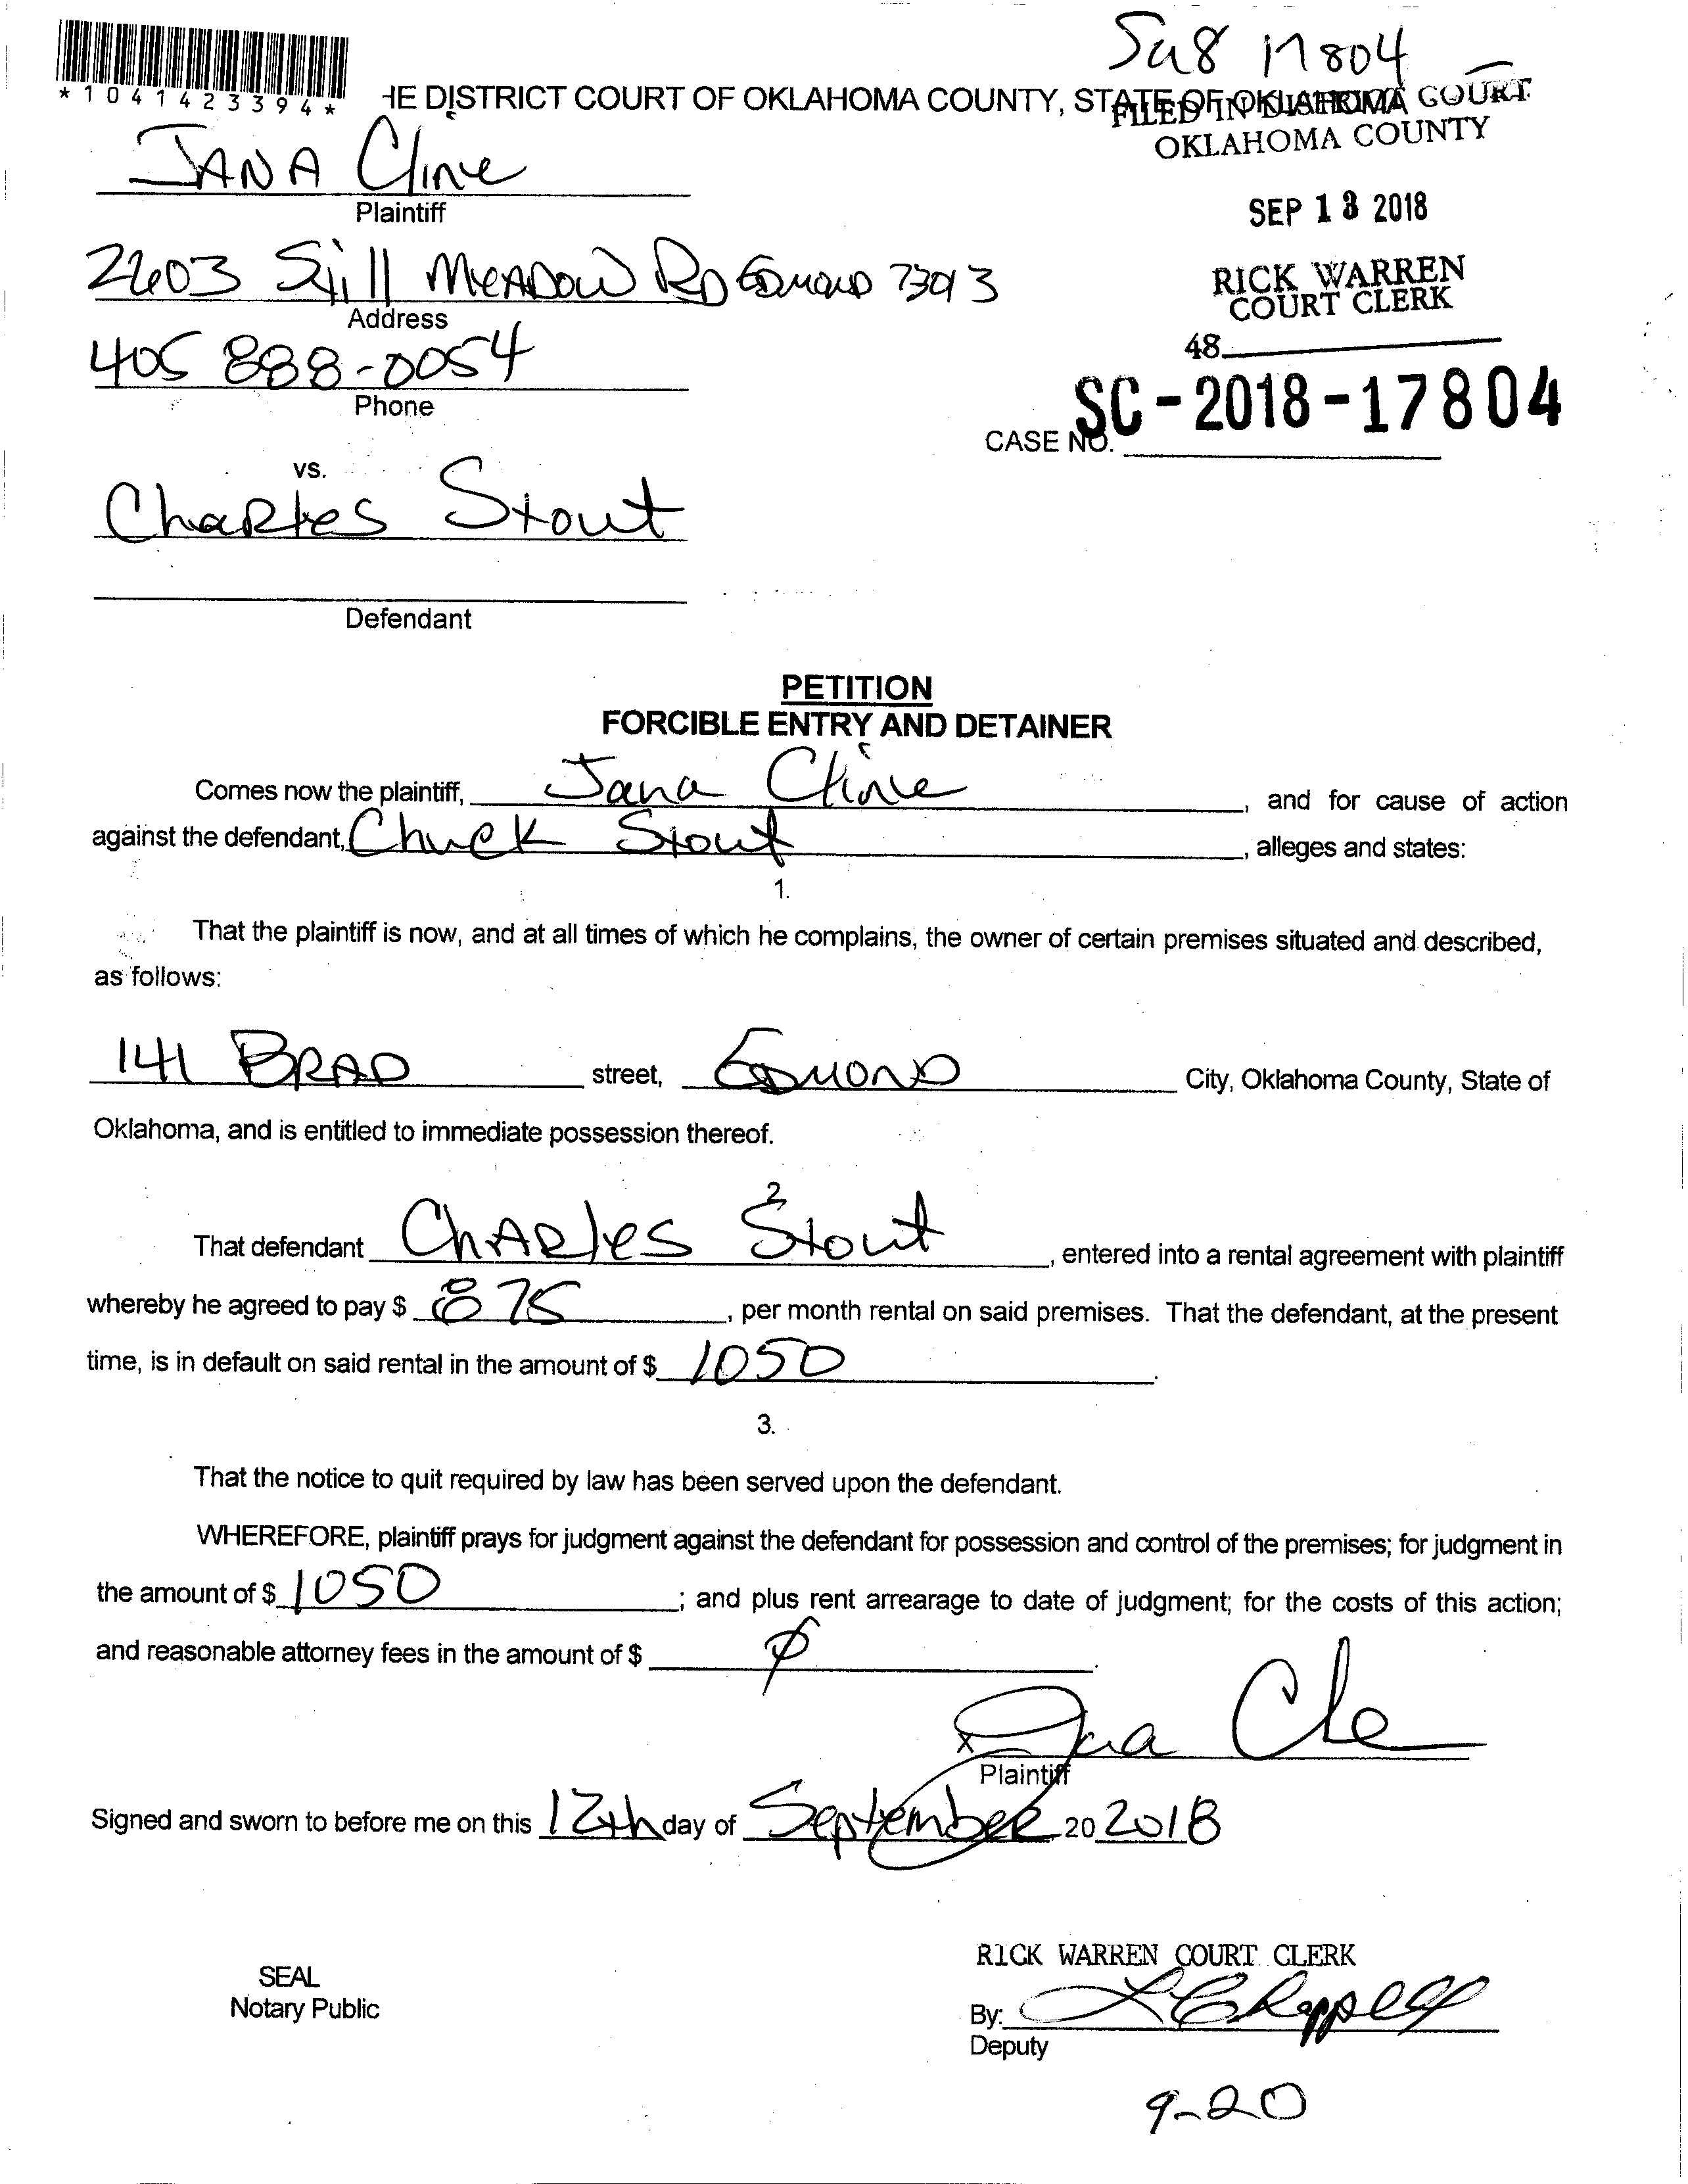 Su8 17804
*1041423394*
HE DISTRICT COURT OF OKLAHOMA COUNTY, STATE OF OKLAHOMA
FILED IN DISTRICT COURT
OKLAHOMA COUNTY
JANA Cline
Plaintiff
SEP 13 2018
2603 Still MEADOW RD EDMOND 73013
Address
RICK WARREN
COURT CLERK
405 888-0054
Phone
48
SC-2018-17804
CASE NO.
vs.
Charles Stout
Defendant
PETITION
FORCIBLE ENTRY AND DETAINER
Comes now the plaintiff, Jana Cline, and for cause of action
against the defendant, Chuck Stout, alleges and states:
1.
That the plaintiff is now, and at all times of which he complains, the owner of certain premises situated and described,
as follows:
141 BRAD street, EDMOND City, Oklahoma County, State of
Oklahoma, and is entitled to immediate possession thereof.
2.
That defendant CHARles Stout, entered into a rental agreement with plaintiff
whereby he agreed to pay $ 875, per month rental on said premises. That the defendant, at the present
time, is in default on said rental in the amount of $ 1050.
3.
That the notice to quit required by law has been served upon the defendant.
WHEREFORE, plaintiff prays for judgment against the defendant for possession and control of the premises; for judgment in
the amount of $ 1050; and plus rent arrearage to date of judgment; for the costs of this action;
and reasonable attorney fees in the amount of $ ϕ.
x Jana Cline
Plaintiff
Signed and sworn to before me on this 12th day of September, 20 2018
RICK WARREN COURT CLERK
SEAL
Notary Public
By:
Deputy
9-20